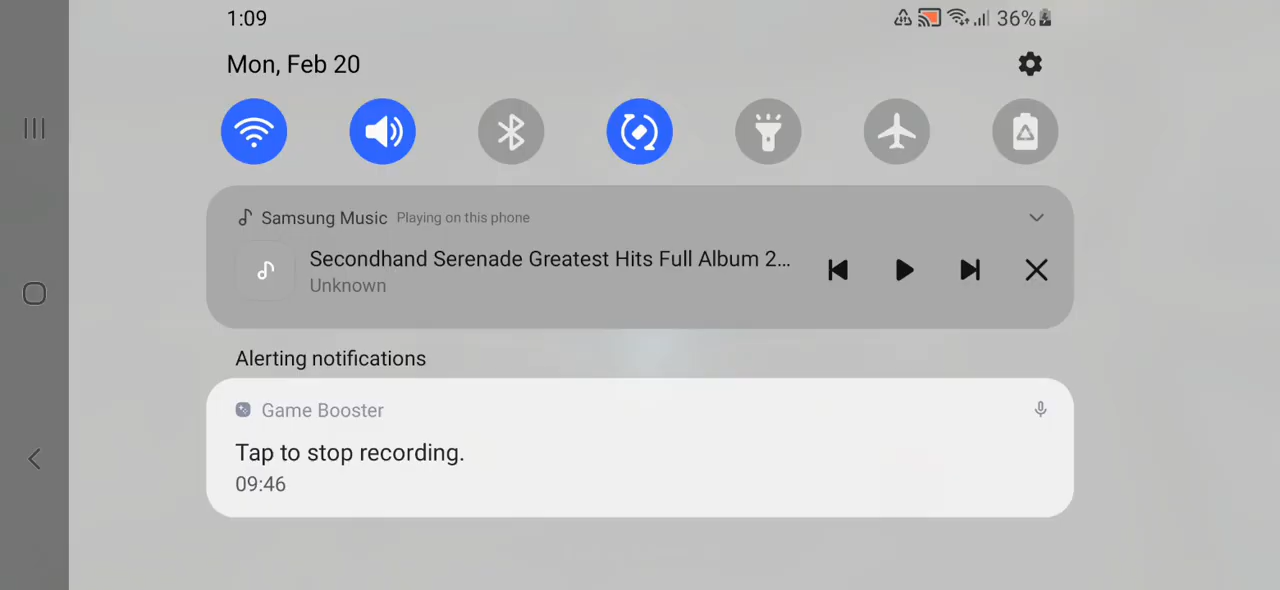 1:09
36%
Mon, Feb 20
Samsung Music Playing on this phone
Secondhand Serenade Greatest Hits Full Album 2...
Unknown
Alerting notifications
Game Booster
Tap to stop recording.
09:46